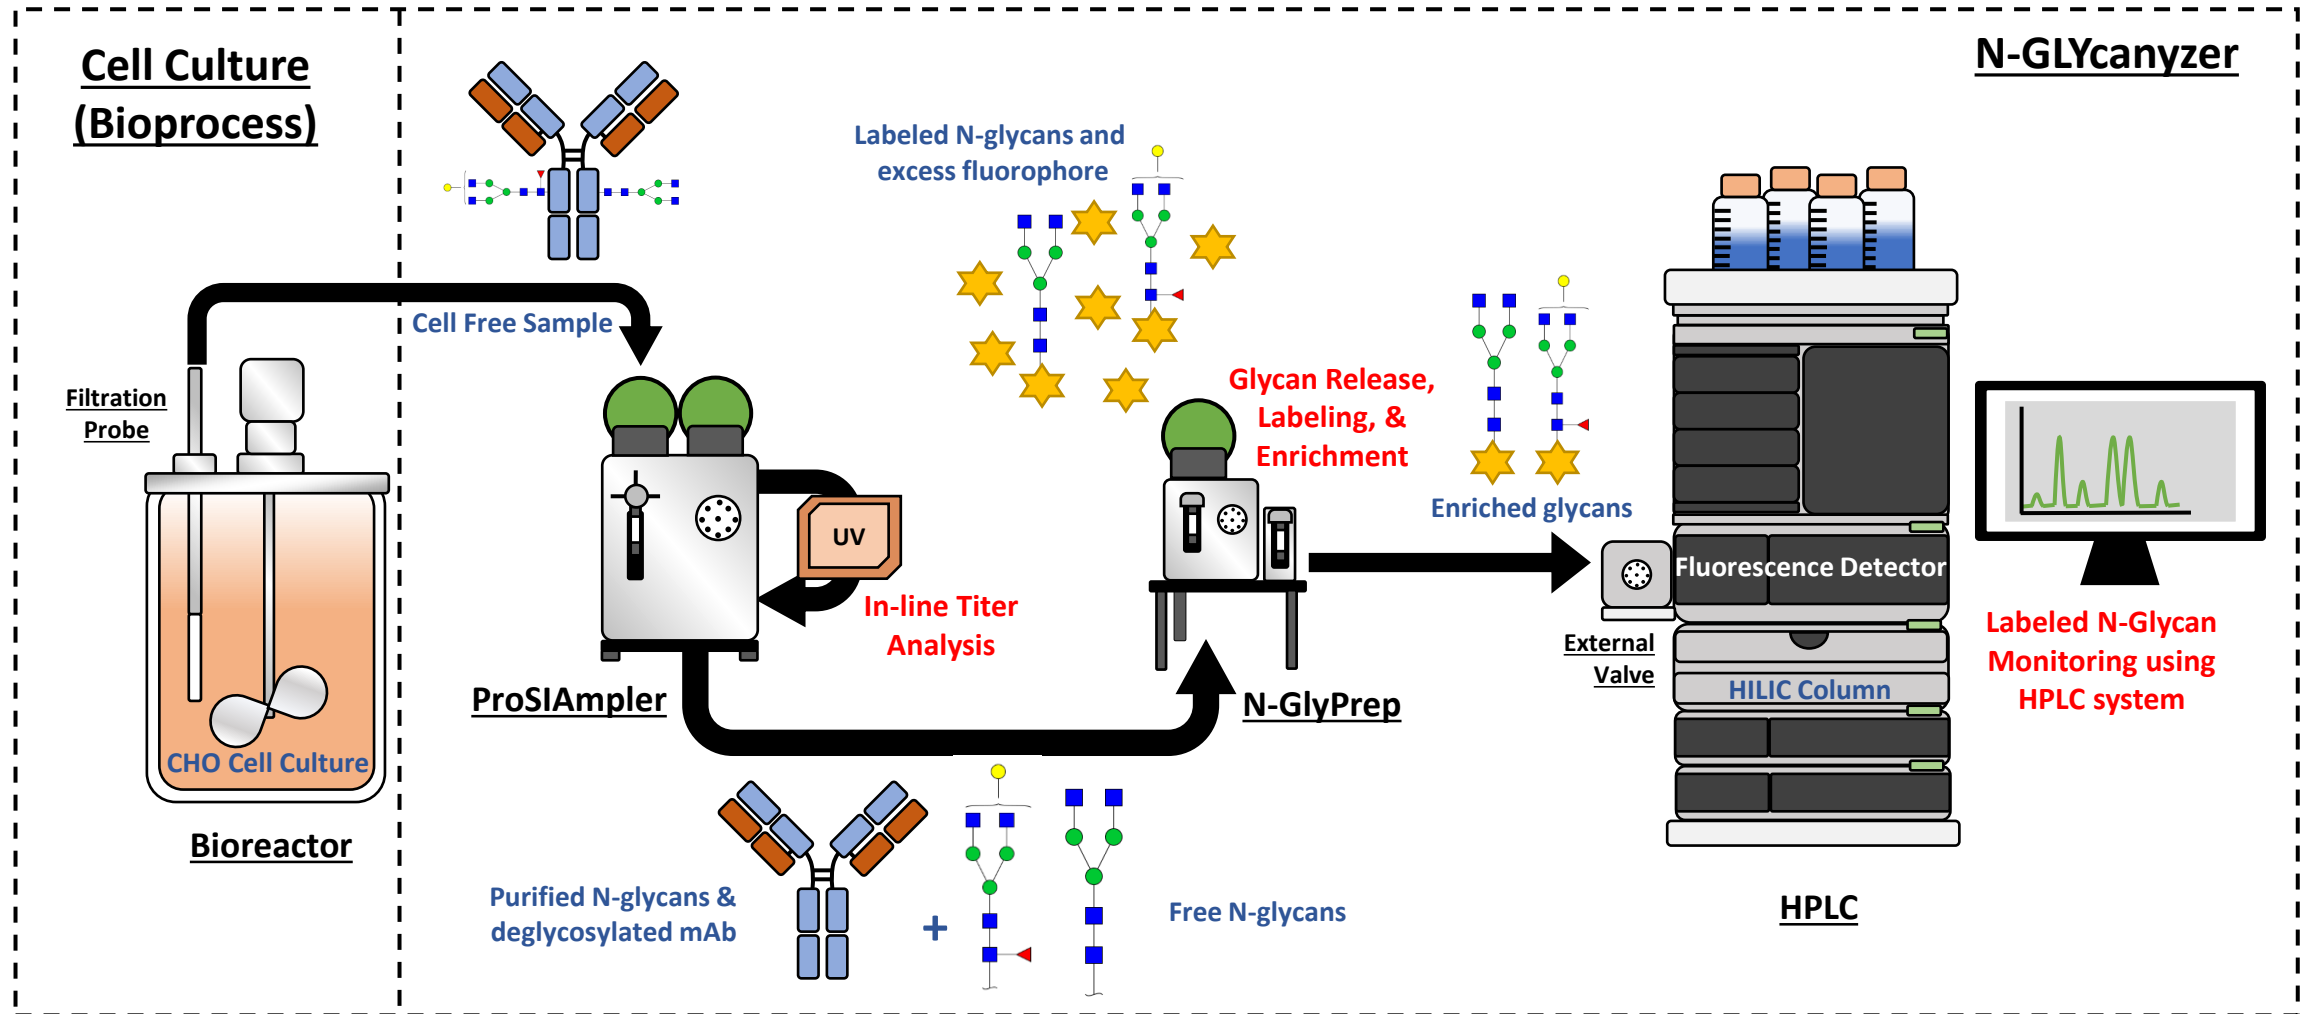 Cell Culture
(Bioprocess)
N-GLYcanyzer
Labeled N-glycans and
excess fluorophore
Cell Free Sample
Filtration
Probe
Glycan Release,
Labeling, &
Enrichment
Enriched glycans
UV
In-line Titer
Analysis
Fluorescence Detector
External
Valve
HILIC Column
Labeled N-Glycan
Monitoring using
HPLC system
ProSIAmpler
N-GlyPrep
CHO Cell Culture
Bioreactor
Purified N-glycans &
deglycosylated mAb
+
Free N-glycans
HPLC